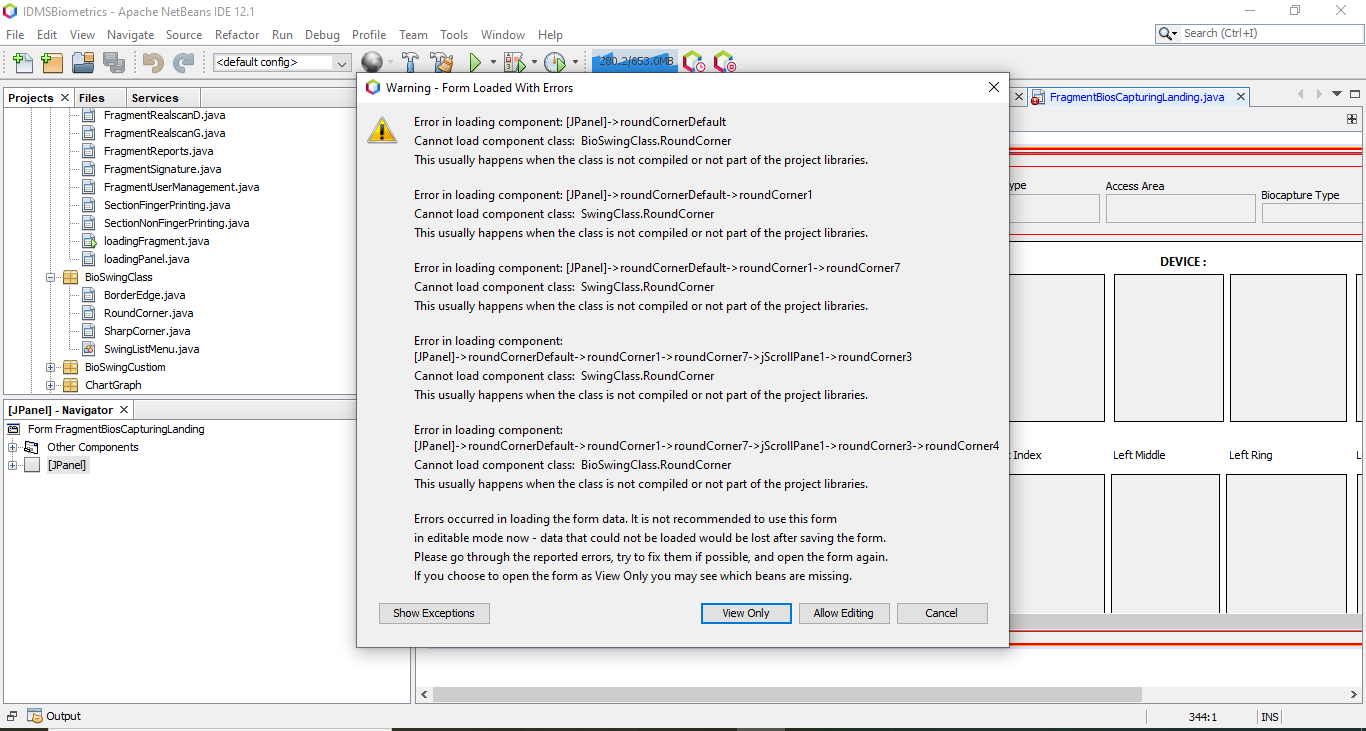 IDMSBiometrics - Apache NetBeans IDE 12.1
File Edit View Navigate Source Refactor Run Debug Profile Team Tools Window Help
Search (Ctrl+I)
<default config>
280.2/653.0MB
Projects
Files
Services
FragmentRealscanD.java
FragmentRealscanG.java
FragmentReports.java
FragmentSignature.java
FragmentUserManagement.java
SectionFingerPrinting.java
SectionNonFingerPrinting.java
loadingFragment.java
loadingPanel.java
BioSwingClass
BorderEdge.java
RoundCorner.java
SharpCorner.java
SwingListMenu.java
BioSwingCustiom
ChartGraph
[JPanel] - Navigator
Form FragmentBiosCapturingLanding
Other Components
[JPanel]
Warning - Form Loaded With Errors
Error in loading component: [JPanel]->roundCornerDefault
Cannot load component class: BioSwingClass.RoundCorner
This usually happens when the class is not compiled or not part of the project libraries.
Error in loading component: [JPanel]->roundCornerDefault->roundCorner1
Cannot load component class: SwingClass.RoundCorner
This usually happens when the class is not compiled or not part of the project libraries.
Error in loading component: [JPanel]->roundCornerDefault->roundCorner1->roundCorner7
Cannot load component class: SwingClass.RoundCorner
This usually happens when the class is not compiled or not part of the project libraries.
Error in loading component:
[JPanel]->roundCornerDefault->roundCorner1->roundCorner7->jScrollPane1->roundCorner3
Cannot load component class: SwingClass.RoundCorner
This usually happens when the class is not compiled or not part of the project libraries.
Error in loading component:
[JPanel]->roundCornerDefault->roundCorner1->roundCorner7->jScrollPane1->roundCorner3->roundCorner4
Cannot load component class: BioSwingClass.RoundCorner
This usually happens when the class is not compiled or not part of the project libraries.
Errors occurred in loading the form data. It is not recommended to use this form
in editable mode now - data that could not be loaded would be lost after saving the form.
Please go through the reported errors, try to fix them if possible, and open the form again.
If you choose to open the form as View Only you may see which beans are missing.
Show Exceptions
View Only
Allow Editing
Cancel
FragmentBiosCapturingLanding.java
ype
Access Area
Biocapture Type
DEVICE :
Index
Left Middle
Left Ring
L
Output
344:1
INS